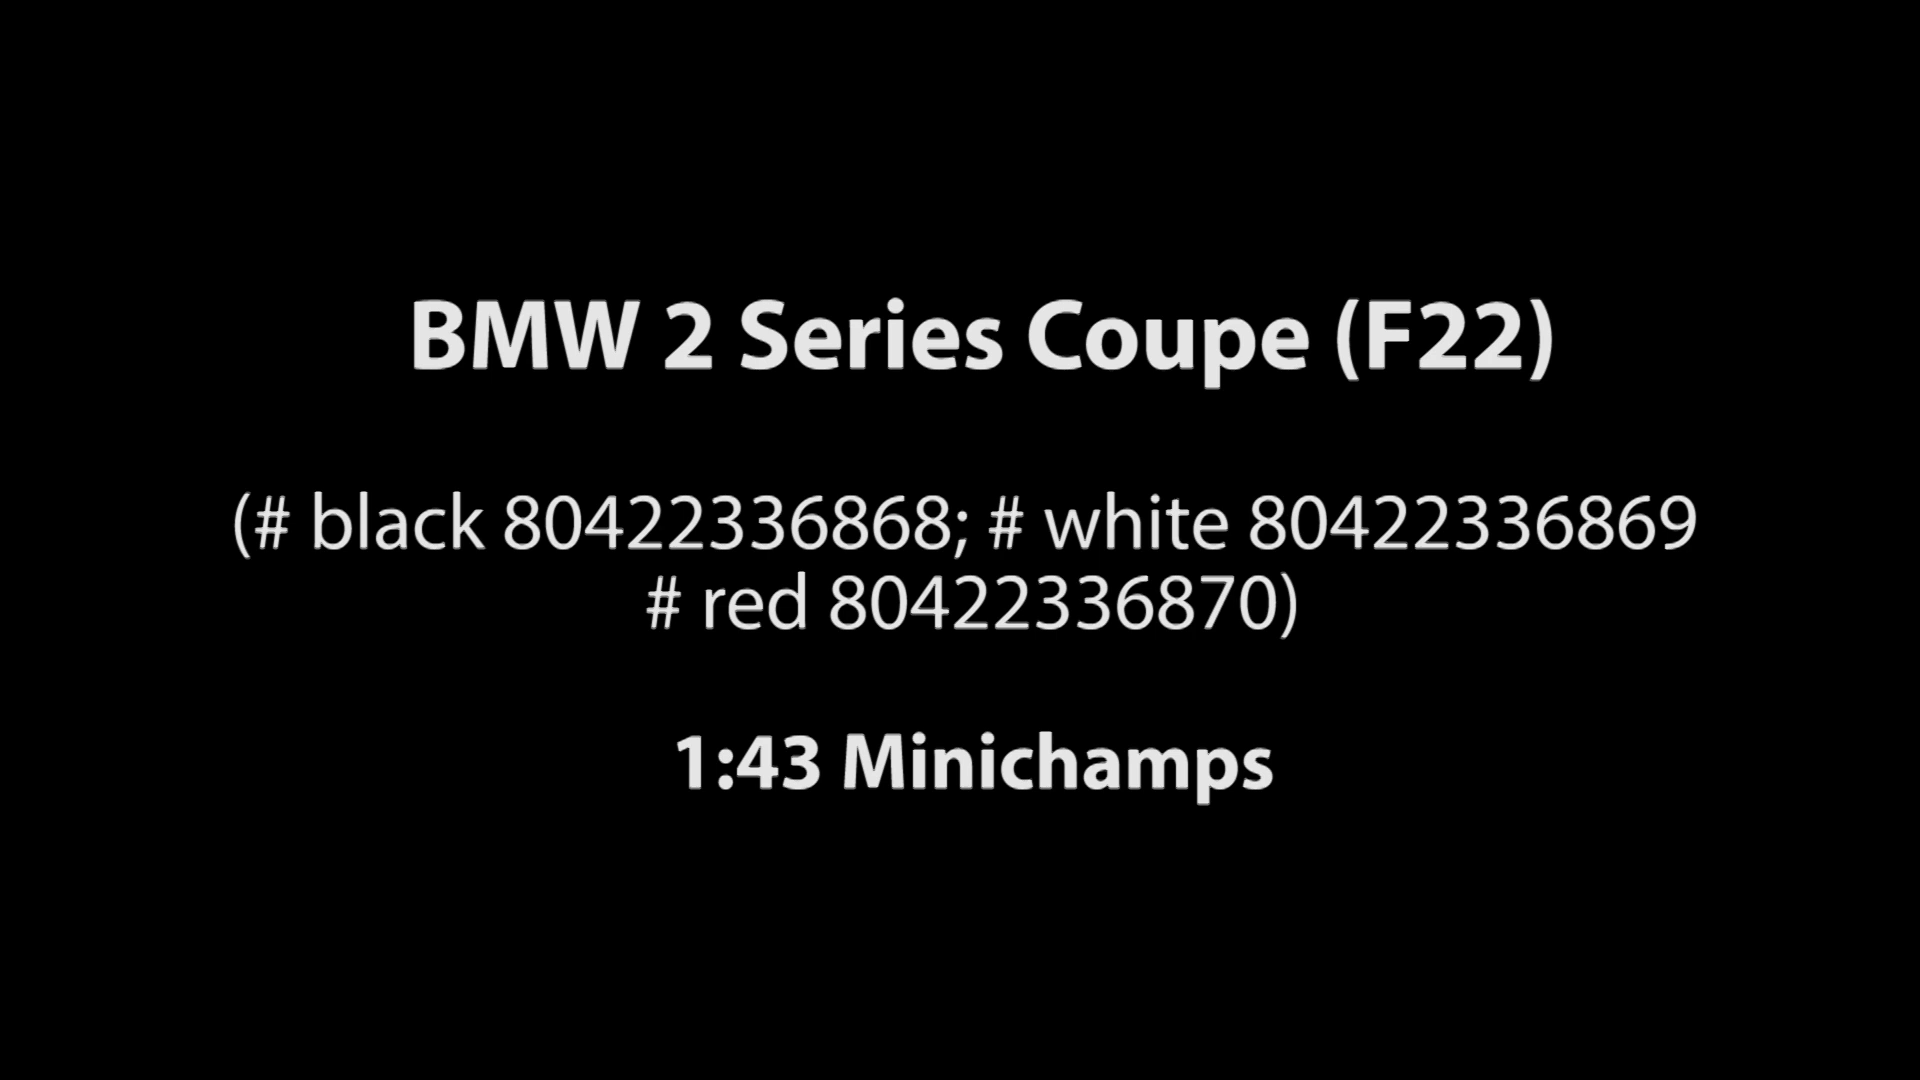 BMW 2 Series Coupe (F22)
(# black 80422336868; # white 80422336869
# red 80422336870)
1:43 Minichamps